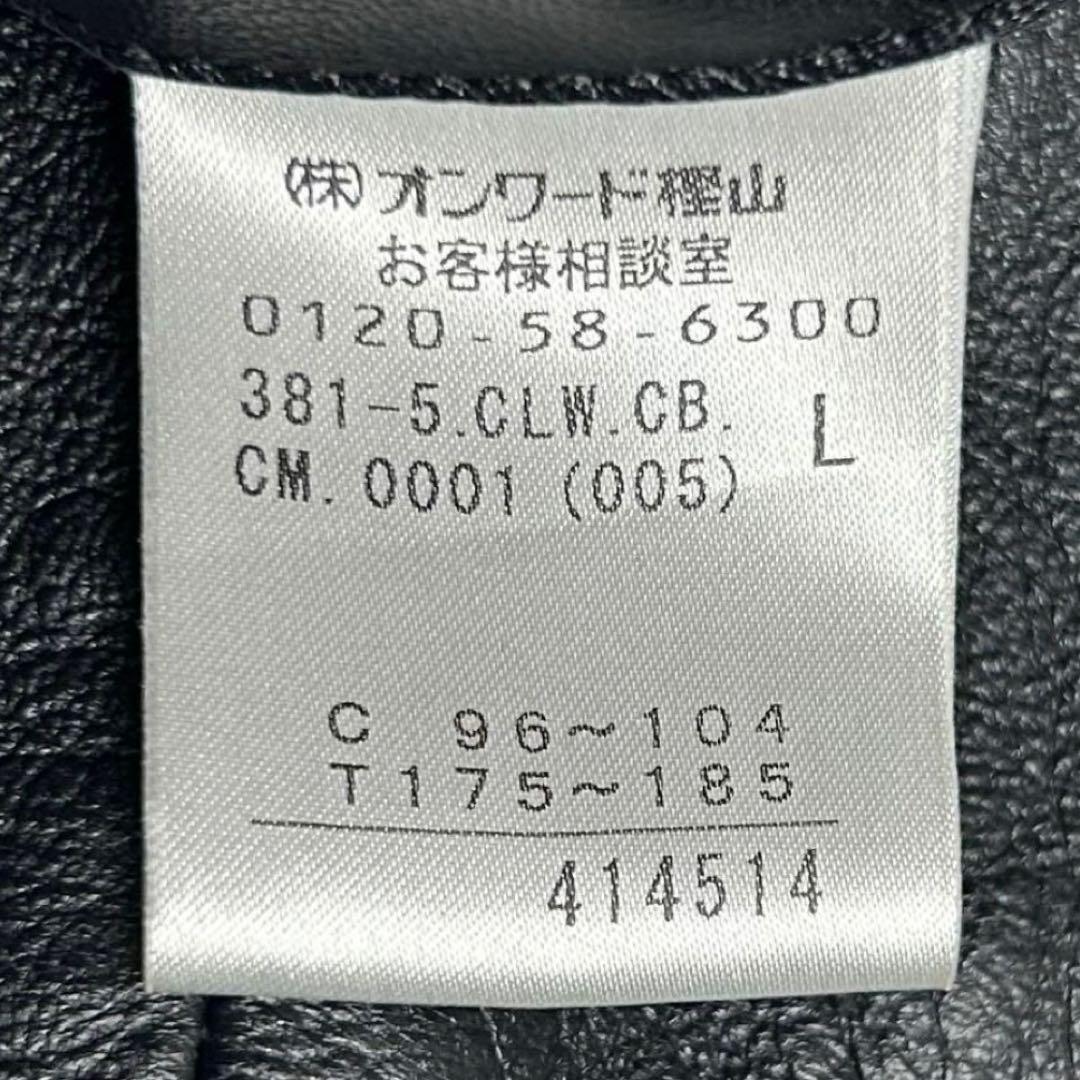 (株)オンワード樫山
お客様相談室
0120-58-6300
381-5.CLW.CB.
CM.0001(005)
L
C 96~104
T175~185
414514